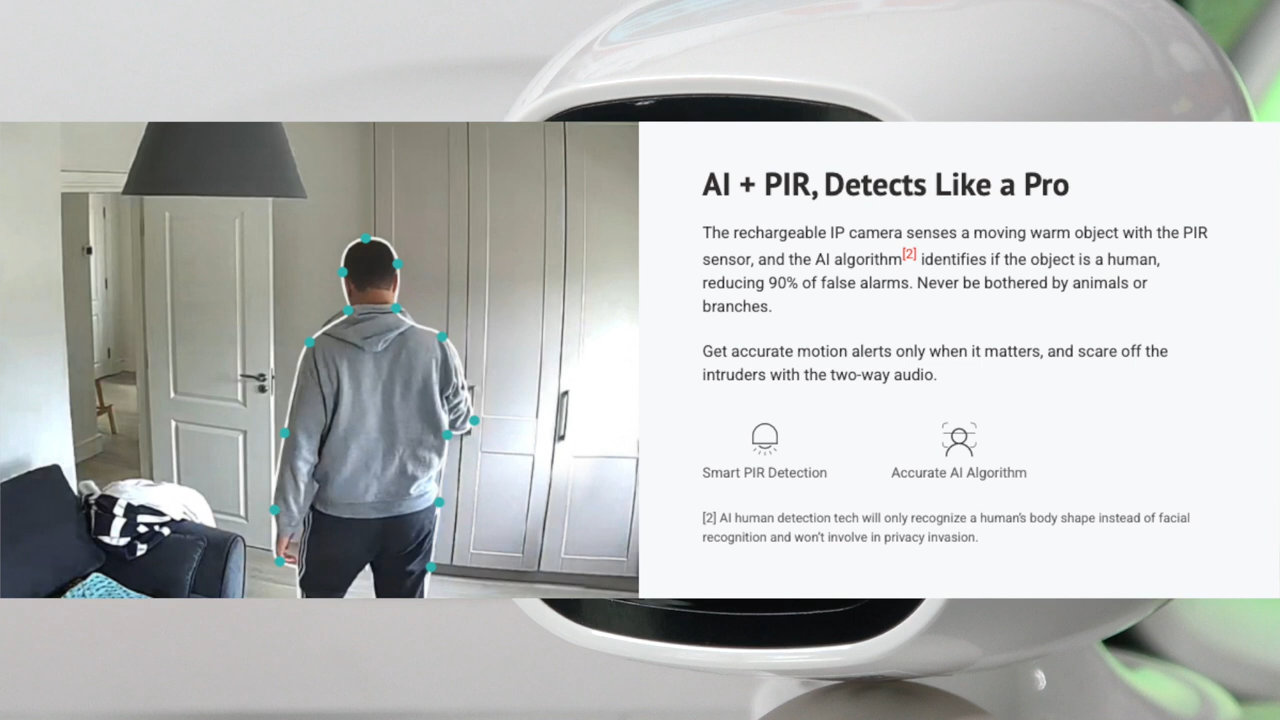 AI + PIR, Detects Like a Pro
The rechargeable IP camera senses a moving warm object with the PIR
sensor, and the AI algorithm[2] identifies if the object is a human,
reducing 90% of false alarms. Never be bothered by animals or
branches.
Get accurate motion alerts only when it matters, and scare off the
intruders with the two-way audio.
Smart PIR Detection
Accurate AI Algorithm
[2] AI human detection tech will only recognize a human's body shape instead of facial
recognition and won't involve in privacy invasion.